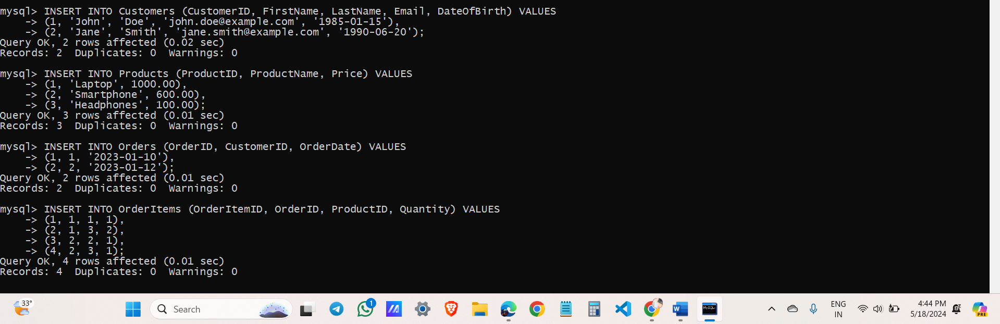 mysql> INSERT INTO Customers (CustomerID, FirstName, LastName, Email, DateOfBirth) VALUES
    -> (1, 'John', 'Doe', 'john.doe@example.com', '1985-01-15'),
    -> (2, 'Jane', 'Smith', 'jane.smith@example.com', '1990-06-20');
Query OK, 2 rows affected (0.02 sec)
Records: 2  Duplicates: 0  Warnings: 0
mysql> INSERT INTO Products (ProductID, ProductName, Price) VALUES
    -> (1, 'Laptop', 1000.00),
    -> (2, 'Smartphone', 600.00),
    -> (3, 'Headphones', 100.00);
Query OK, 3 rows affected (0.01 sec)
Records: 3  Duplicates: 0  Warnings: 0
mysql> INSERT INTO Orders (OrderID, CustomerID, OrderDate) VALUES
    -> (1, 1, '2023-01-10'),
    -> (2, 2, '2023-01-12');
Query OK, 2 rows affected (0.01 sec)
Records: 2  Duplicates: 0  Warnings: 0
mysql> INSERT INTO OrderItems (OrderItemID, OrderID, ProductID, Quantity) VALUES
    -> (1, 1, 1, 1),
    -> (2, 1, 3, 2),
    -> (3, 2, 2, 1),
    -> (4, 2, 3, 1);
Query OK, 4 rows affected (0.01 sec)
Records: 4  Duplicates: 0  Warnings: 0
33°
Search
1
W
MySQL
ENG
IN
4:44 PM
5/18/2024
PRE